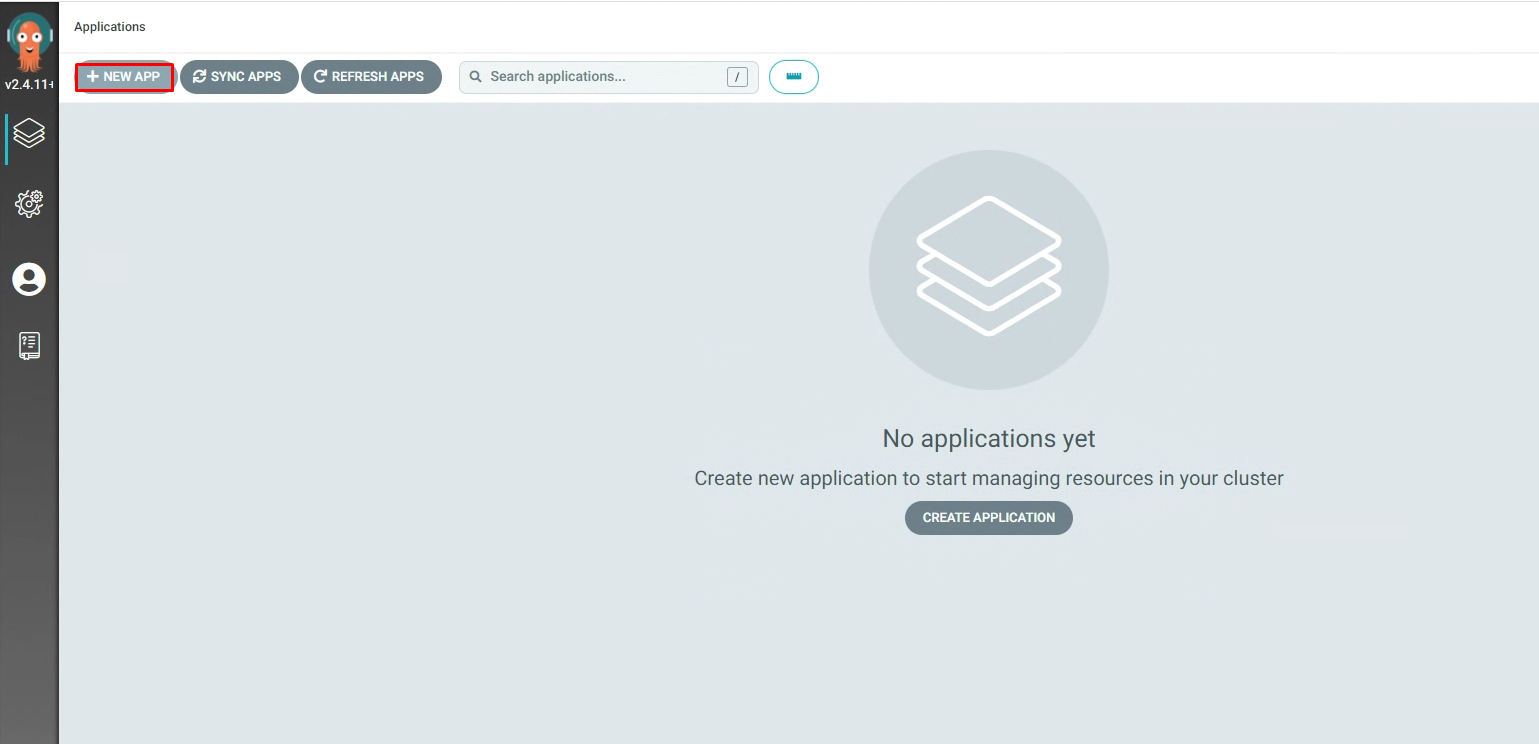 Applications
NEW APP
SYNC APPS
REFRESH APPS
Search applications...
/
v2.4.11+
No applications yet
Create new application to start managing resources in your cluster
CREATE APPLICATION